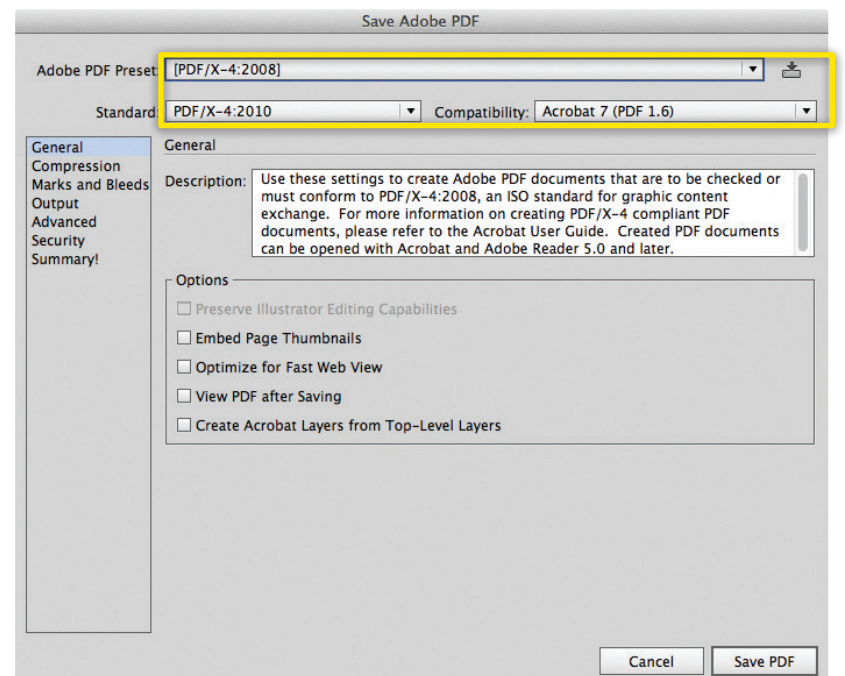 Save Adobe PDF
Adobe PDF Preset: [PDF/X-4:2008]
Standard: PDF/X-4:2010 Compatibility: Acrobat 7 (PDF 1.6)
General
Compression
Marks and Bleeds
Output
Advanced
Security
Summary!
General
Description: Use these settings to create Adobe PDF documents that are to be checked or
must conform to PDF/X-4:2008, an ISO standard for graphic content
exchange. For more information on creating PDF/X-4 compliant PDF
documents, please refer to the Acrobat User Guide. Created PDF documents
can be opened with Acrobat and Adobe Reader 5.0 and later.
Options
Preserve Illustrator Editing Capabilities
Embed Page Thumbnails
Optimize for Fast Web View
View PDF after Saving
Create Acrobat Layers from Top-Level Layers
Cancel Save PDF